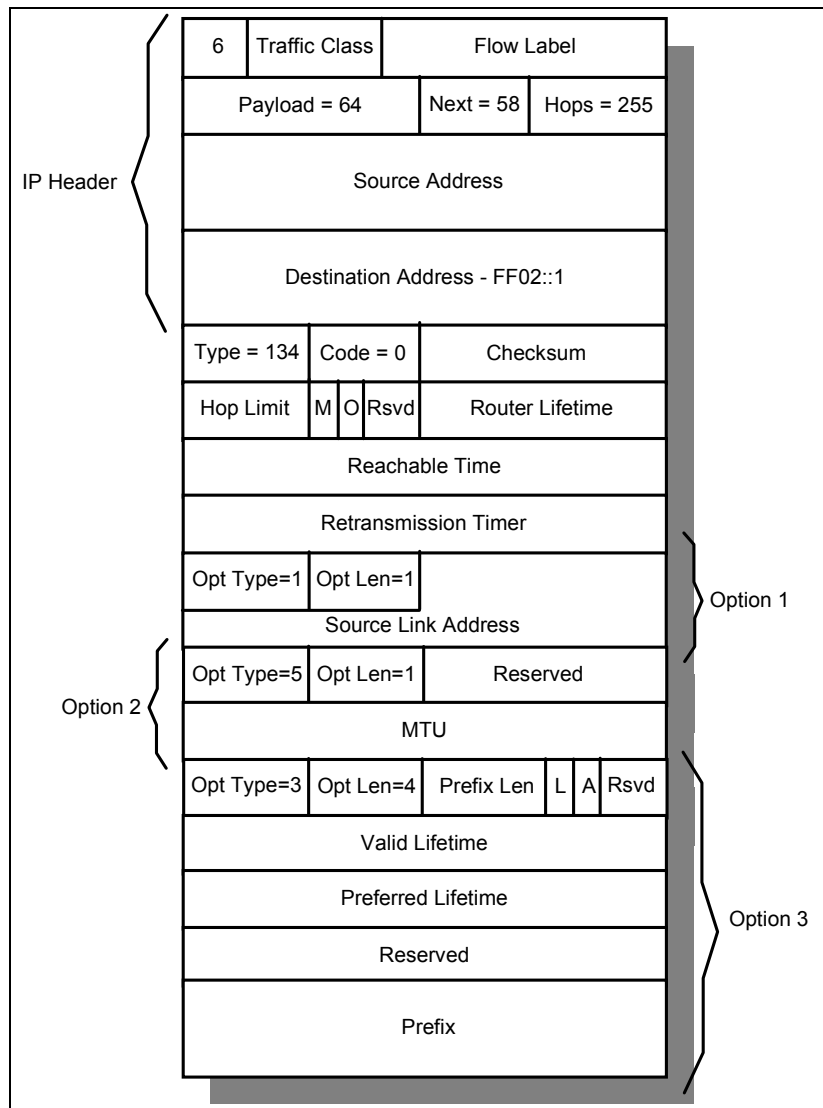 6 Traffic Class Flow Label
Payload = 64 Next = 58 Hops = 255
IP Header
Source Address
Destination Address - FF02::1
Type = 134 Code = 0 Checksum
Hop Limit M O Rsvd Router Lifetime
Reachable Time
Retransmission Timer
Opt Type=1 Opt Len=1
Option 1
Source Link Address
Opt Type=5 Opt Len=1 Reserved
Option 2
MTU
Opt Type=3 Opt Len=4 Prefix Len L A Rsvd
Valid Lifetime
Preferred Lifetime
Option 3
Reserved
Prefix